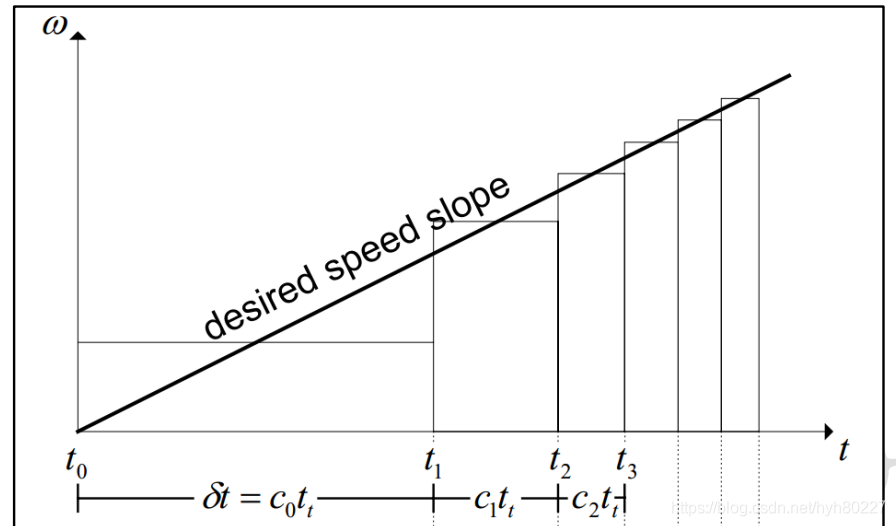 ω
desired speed slope
t
t₀
t₁
t₂
t₃
δt = c₀tₜ
c₁tₜ
c₂tₜ
https://blog.csdn.net/hyh80227